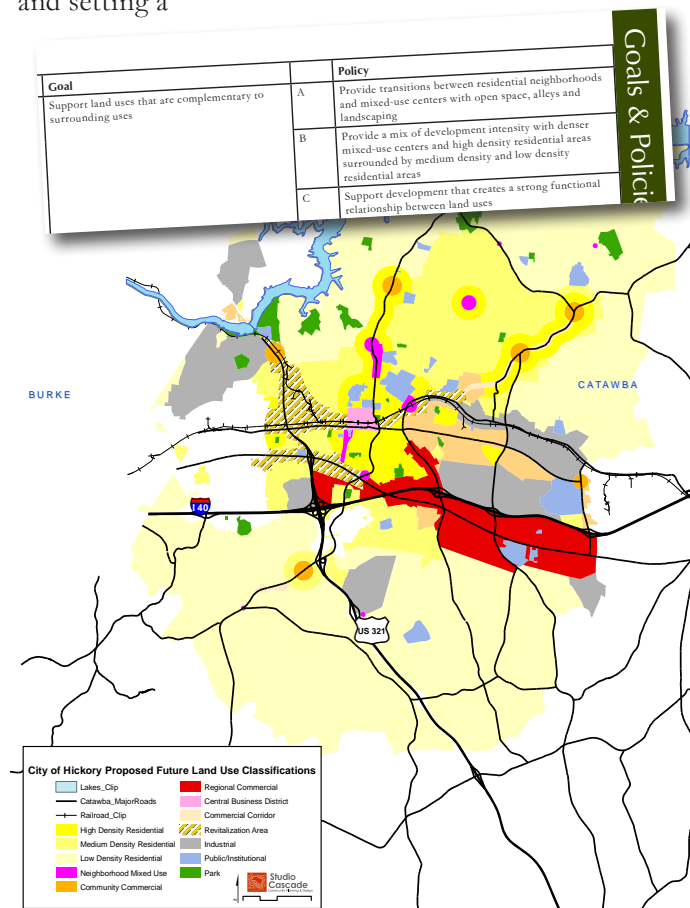 and setting a
Goal
Policy
Support land uses that are complementary to
surrounding uses
A
Provide transitions between residential neighborhoods
and mixed-use centers with open space, alleys and
landscaping
B
Provide a mix of development intensity with denser
mixed-use centers and high density residential areas
surrounded by medium density and low density
residential areas
C
Support development that creates a strong functional
relationship between land uses
Goals & Policie
BURKE
CATAWBA
I 40
US 321
City of Hickory Proposed Future Land Use Classifications
Lakes_Clip
Catawba_MajorRoads
Railroad_Clip
High Density Residential
Medium Density Residential
Low Density Residential
Neighborhood Mixed Use
Community Commercial
Regional Commercial
Central Business District
Commercial Corridor
Revitalization Area
Industrial
Public/Institutional
Park
Studio
Cascade
Community Planning & Design